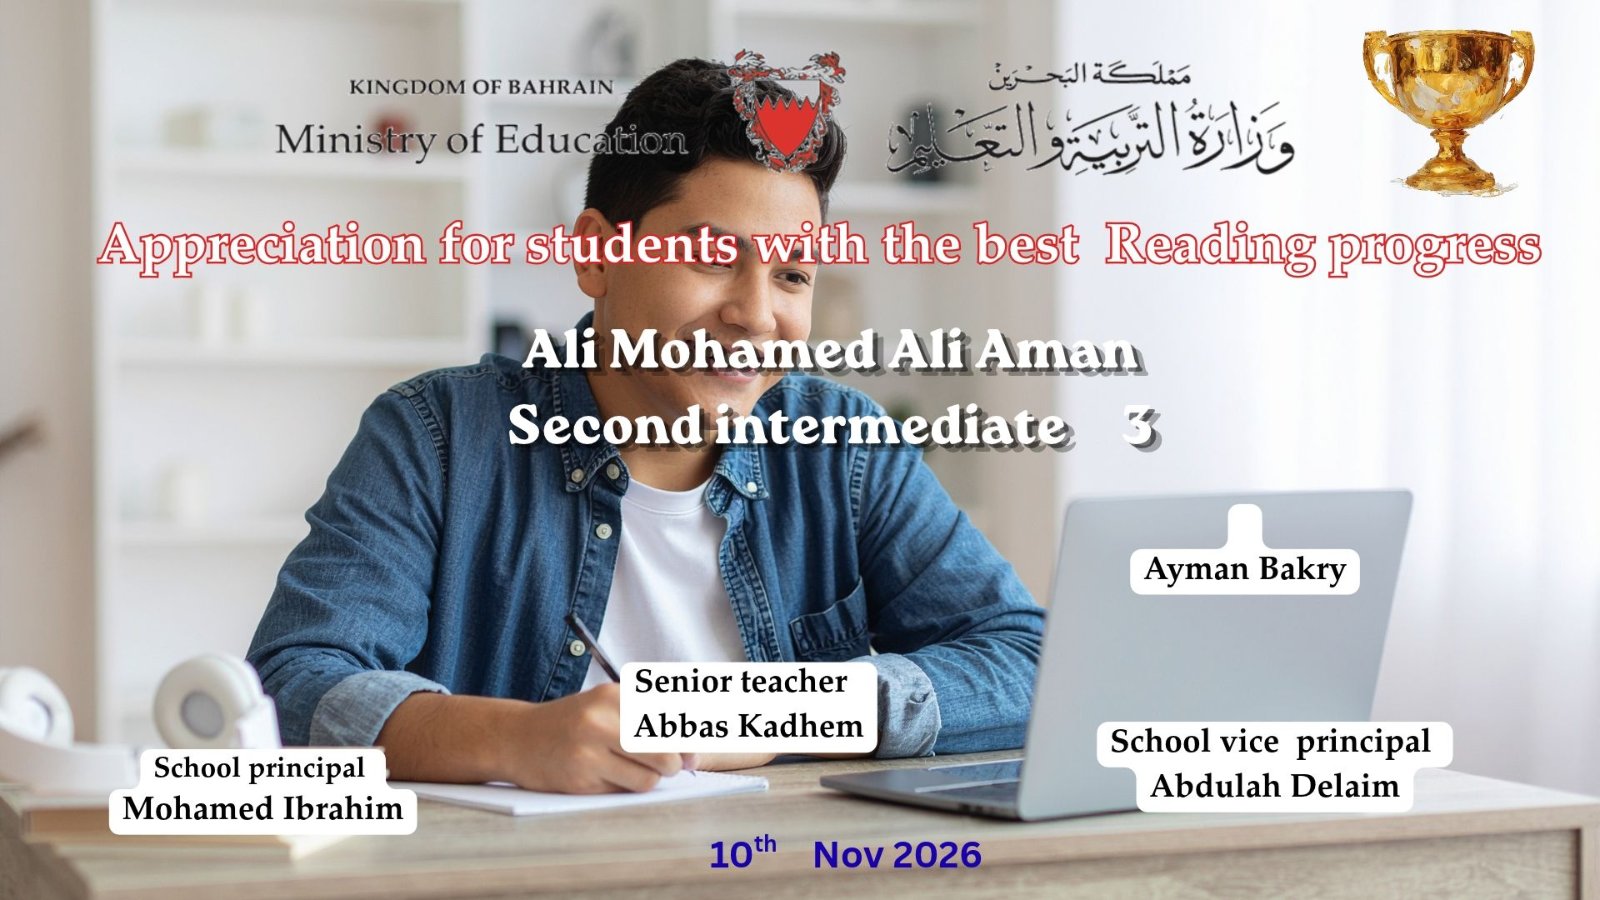 KINGDOM OF BAHRAIN
Ministry of Education
مملكة البحرين
وزارة التربية والتعليم
Appreciation for students with the best Reading progress
Ali Mohamed Ali Aman
Second intermediate 3
Ayman Bakry
Senior teacher
Abbas Kadhem
School vice principal
Abdulah Delaim
School principal
Mohamed Ibrahim
10th Nov 2026